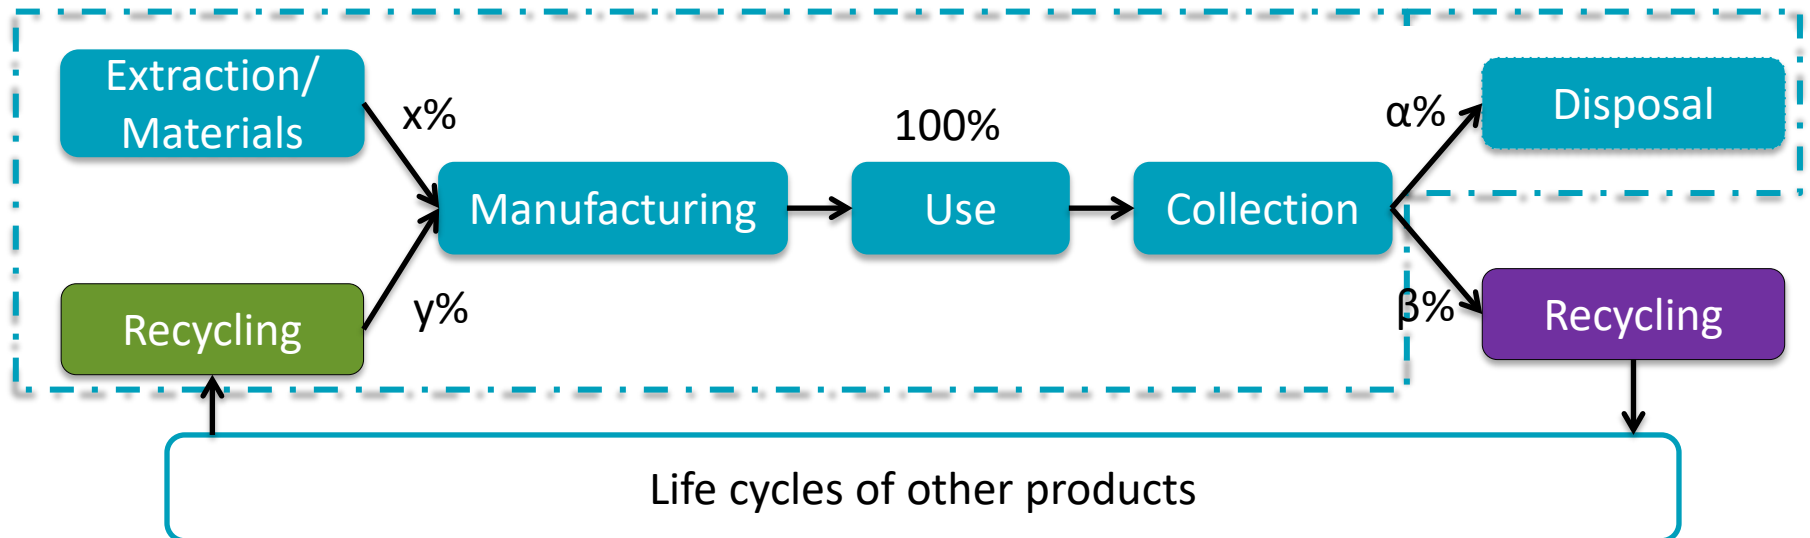 Extraction/
Materials
x%
100%
α%
Disposal
Manufacturing
Use
Collection
Recycling
y%
β%
Recycling
Life cycles of other products